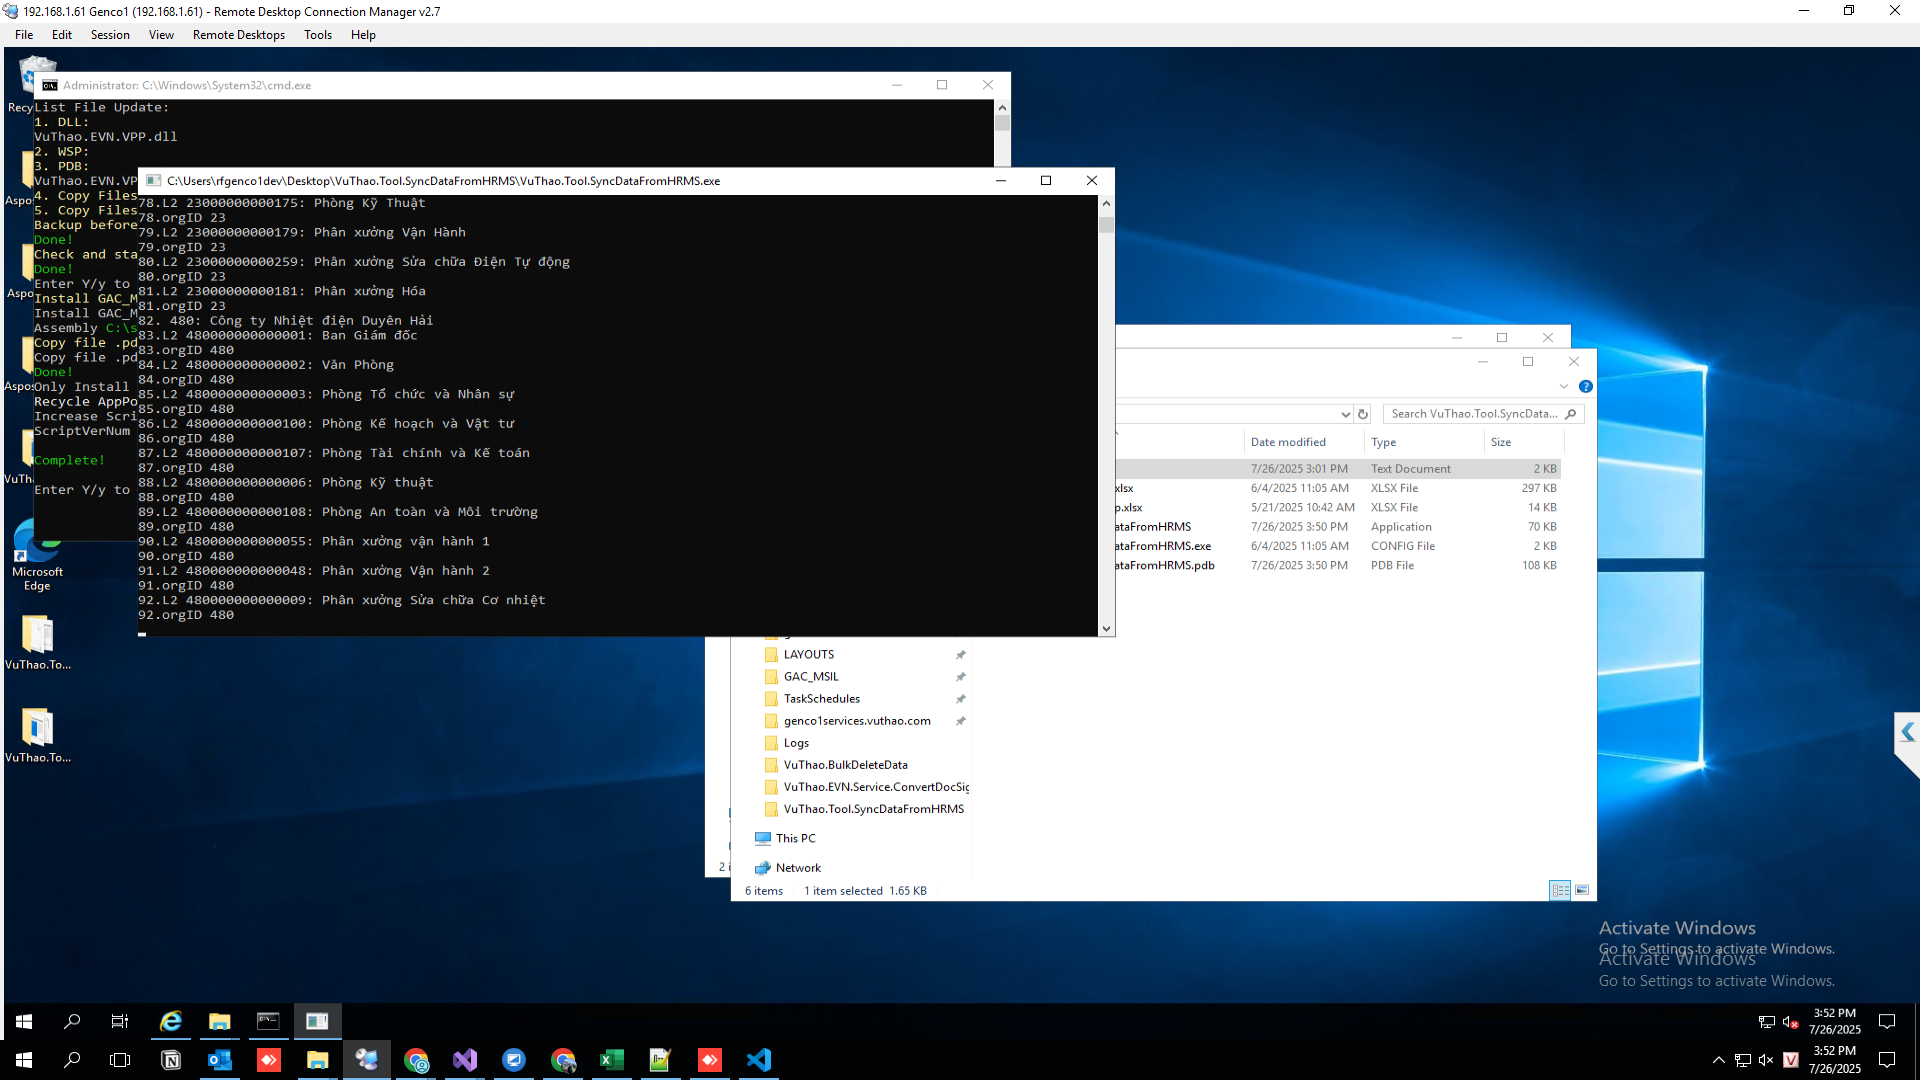 192.168.1.61 Genco1 (192.168.1.61) - Remote Desktop Connection Manager v2.7
File Edit Session View Remote Desktops Tools Help
Administrator: C:\Windows\System32\cmd.exe
List File Update:
1. DLL:
VuThao.EVN.VPP.dll
2. WSP:
3. PDB:
VuThao.EVN.VP
4. Copy Files
5. Copy Files
Backup before
Done!
Check and sta
Done!
Enter Y/y to
Install GAC_M
Install GAC_M
Assembly C:\s
Copy file .pd
Copy file .pd
Done!
Only Install
Recycle AppPo
Increase Scri
ScriptVerNum
Complete!
Enter Y/y to
C:\Users\rfgenco1dev\Desktop\VuThao.Tool.SyncDataFromHRMS\VuThao.Tool.SyncDataFromHRMS.exe
78.L2 23000000000175: Phòng Kỹ Thuật
78.orgID 23
79.L2 23000000000179: Phân xưởng Vận Hành
79.orgID 23
80.L2 23000000000259: Phân xưởng Sửa chữa Điện Tự động
80.orgID 23
81.L2 23000000000181: Phân xưởng Hóa
81.orgID 23
82. 480: Công ty Nhiệt điện Duyên Hải
83.L2 480000000000001: Ban Giám đốc
83.orgID 480
84.L2 480000000000002: Văn Phòng
84.orgID 480
85.L2 480000000000003: Phòng Tổ chức và Nhân sự
85.orgID 480
86.L2 480000000000100: Phòng Kế hoạch và Vật tư
86.orgID 480
87.L2 480000000000107: Phòng Tài chính và Kế toán
87.orgID 480
88.L2 480000000000006: Phòng Kỹ thuật
88.orgID 480
89.L2 480000000000108: Phòng An toàn và Môi trường
89.orgID 480
90.L2 480000000000055: Phân xưởng vận hành 1
90.orgID 480
91.L2 480000000000048: Phân xưởng Vận hành 2
91.orgID 480
92.L2 480000000000009: Phân xưởng Sửa chữa Cơ nhiệt
92.orgID 480
Recy
Aspo
Aspo
Aspo
VuTh
Microsoft
Edge
VuThao.To...
VuThao.To...
Search VuThao.Tool.SyncData...
Date modified Type Size
7/26/2025 3:01 PM Text Document 2 KB
xlsx 6/4/2025 11:05 AM XLSX File 297 KB
p.xlsx 5/21/2025 10:42 AM XLSX File 14 KB
ataFromHRMS 7/26/2025 3:50 PM Application 70 KB
ataFromHRMS.exe 6/4/2025 11:05 AM CONFIG File 2 KB
ataFromHRMS.pdb 7/26/2025 3:50 PM PDB File 108 KB
LAYOUTS
GAC_MSIL
TaskSchedules
genco1services.vuthao.com
Logs
VuThao.BulkDeleteData
VuThao.EVN.Service.ConvertDocSig
VuThao.Tool.SyncDataFromHRMS
This PC
Network
2 i
6 items 1 item selected 1.65 KB
Activate Windows
Go to Settings to activate Windows.
Activate Windows
Go to Settings to activate Windows.
3:52 PM
7/26/2025
3:52 PM
7/26/2025